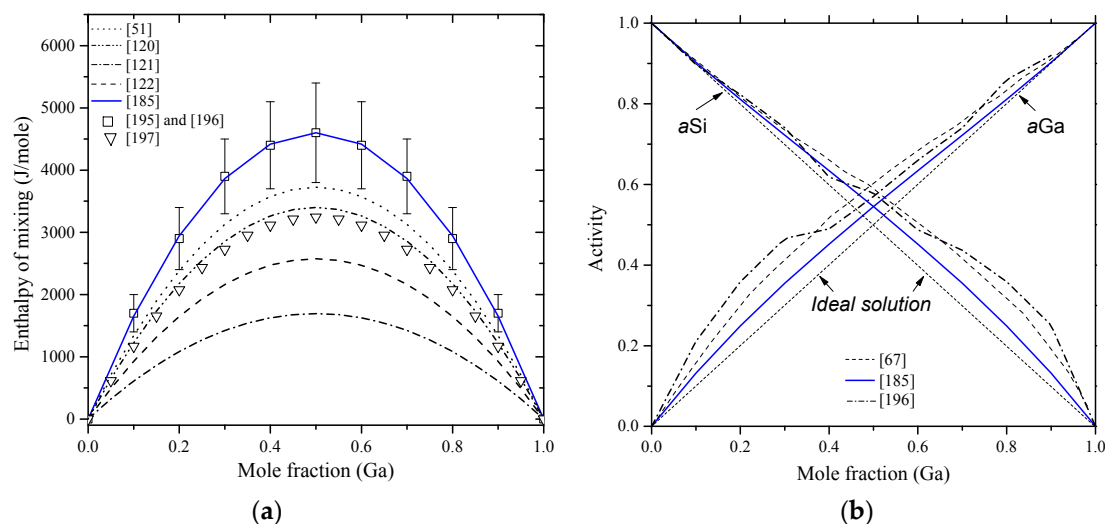 [51]
[120]
[121]
[122]
[185]
[195] and [196]
[197]
6000
5000
4000
3000
2000
1000
0
Enthalpy of mixing (J/mole)
0.0 0.2 0.4 0.6 0.8 1.0
Mole fraction (Ga)
(a)
1.0
0.8
0.6
0.4
0.2
0.0
Activity
aSi
aGa
Ideal solution
[67]
[185]
[196]
0.0 0.2 0.4 0.6 0.8 1.0
Mole fraction (Ga)
(b)